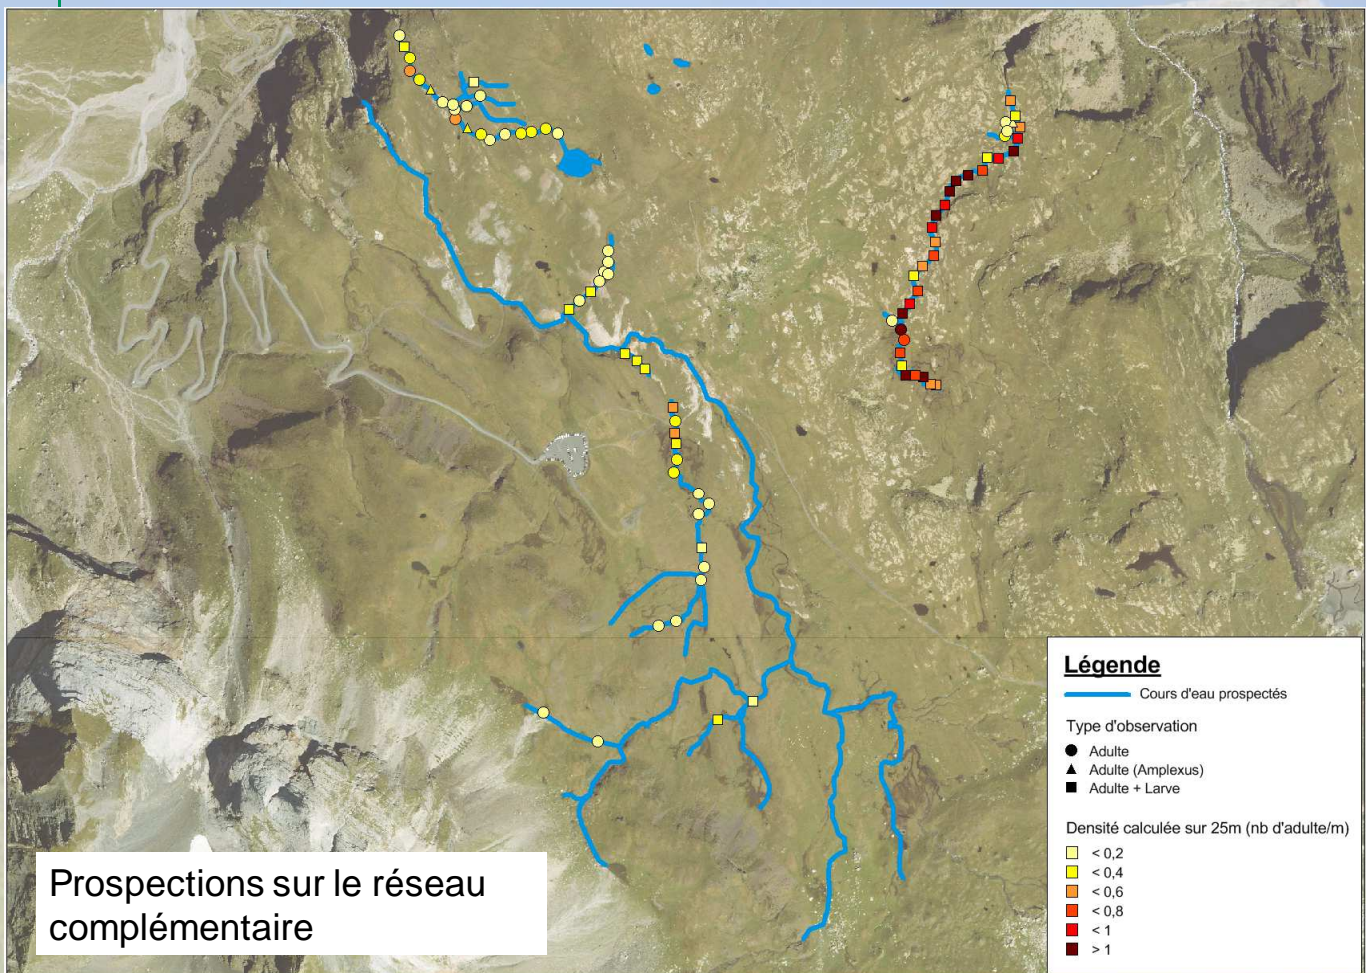 Légende
Cours d'eau prospectés
Type d'observation
Adulte
Adulte (Amplexus)
Adulte + Larve
Densité calculée sur 25m (nb d'adulte/m)
< 0,2
< 0,4
< 0,6
< 0,8
< 1
> 1
Prospections sur le réseau
complémentaire